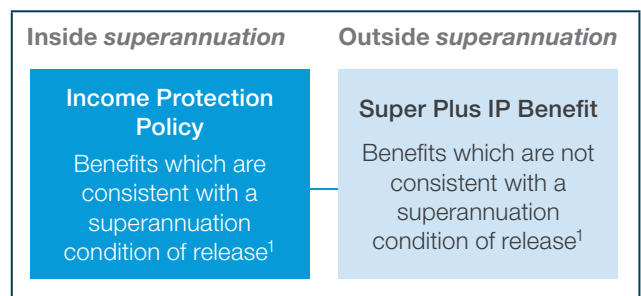 Inside superannuation
Outside superannuation
Income Protection
Policy
Benefits which are
consistent with a
superannuation
condition of release1
Super Plus IP Benefit
Benefits which are not
consistent with a
superannuation
condition of release1